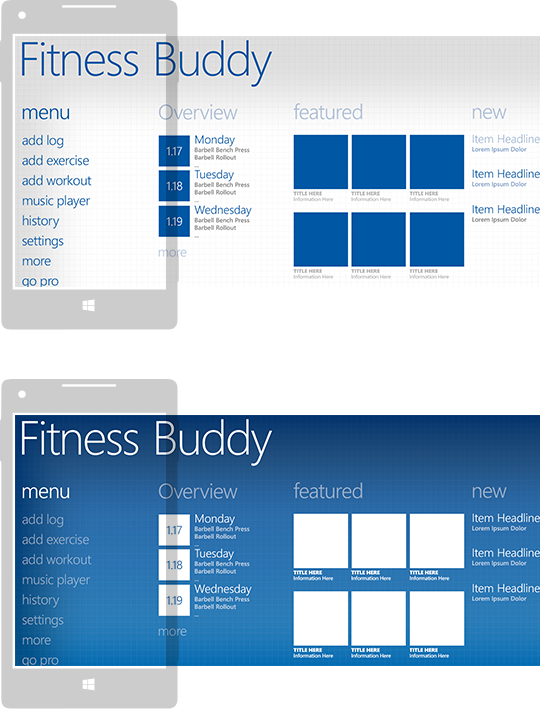 Fitness Buddy
menu
add log
add exercise
add workout
music player
history
settings
more
go pro
Overview
1.17
Monday
Barbell Bench Press
Barbell Rollout
...
1.18
Tuesday
Barbell Bench Press
Barbell Rollout
...
1.19
Wednesday
Barbell Bench Press
Barbell Rollout
...
more
featured
TITLE HERE
Information Here
TITLE HERE
Information Here
TITLE HERE
Information Here
TITLE HERE
Information Here
TITLE HERE
Information Here
TITLE HERE
Information Here
new
Item Headline
Lorem Ipsum Dolor
Item Headline
Lorem Ipsum Dolor
Item Headline
Lorem Ipsum Dolor
Fitness Buddy
menu
add log
add exercise
add workout
music player
history
settings
more
go pro
Overview
1.17
Monday
Barbell Bench Press
Barbell Rollout
...
1.18
Tuesday
Barbell Bench Press
Barbell Rollout
...
1.19
Wednesday
Barbell Bench Press
Barbell Rollout
...
more
featured
TITLE HERE
Information Here
TITLE HERE
Information Here
TITLE HERE
Information Here
TITLE HERE
Information Here
TITLE HERE
Information Here
TITLE HERE
Information Here
new
Item Headline
Lorem Ipsum Dolor
Item Headline
Lorem Ipsum Dolor
Item Headline
Lorem Ipsum Dolor